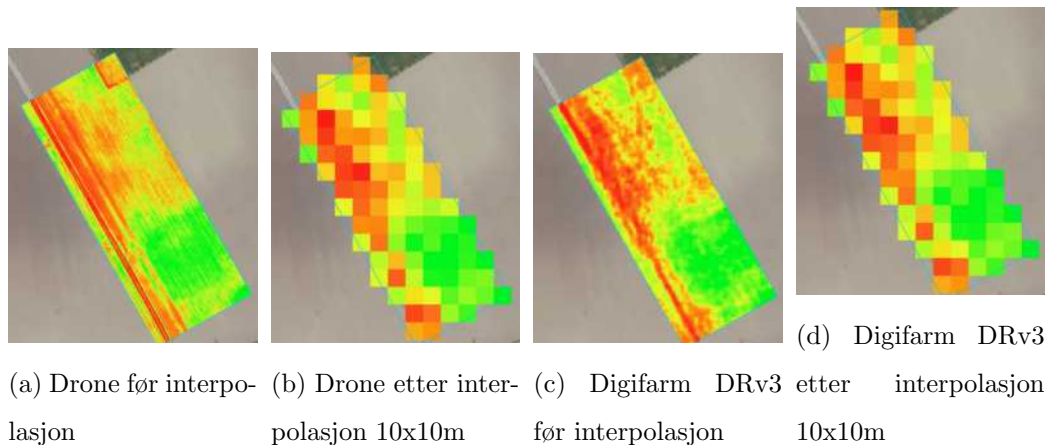 (a) Drone før interpo-
lasjon
(b) Drone etter inter-
polasjon 10x10m
(c) Digifarm DRv3
før interpolasjon
(d) Digifarm DRv3
etter interpolasjon
10x10m